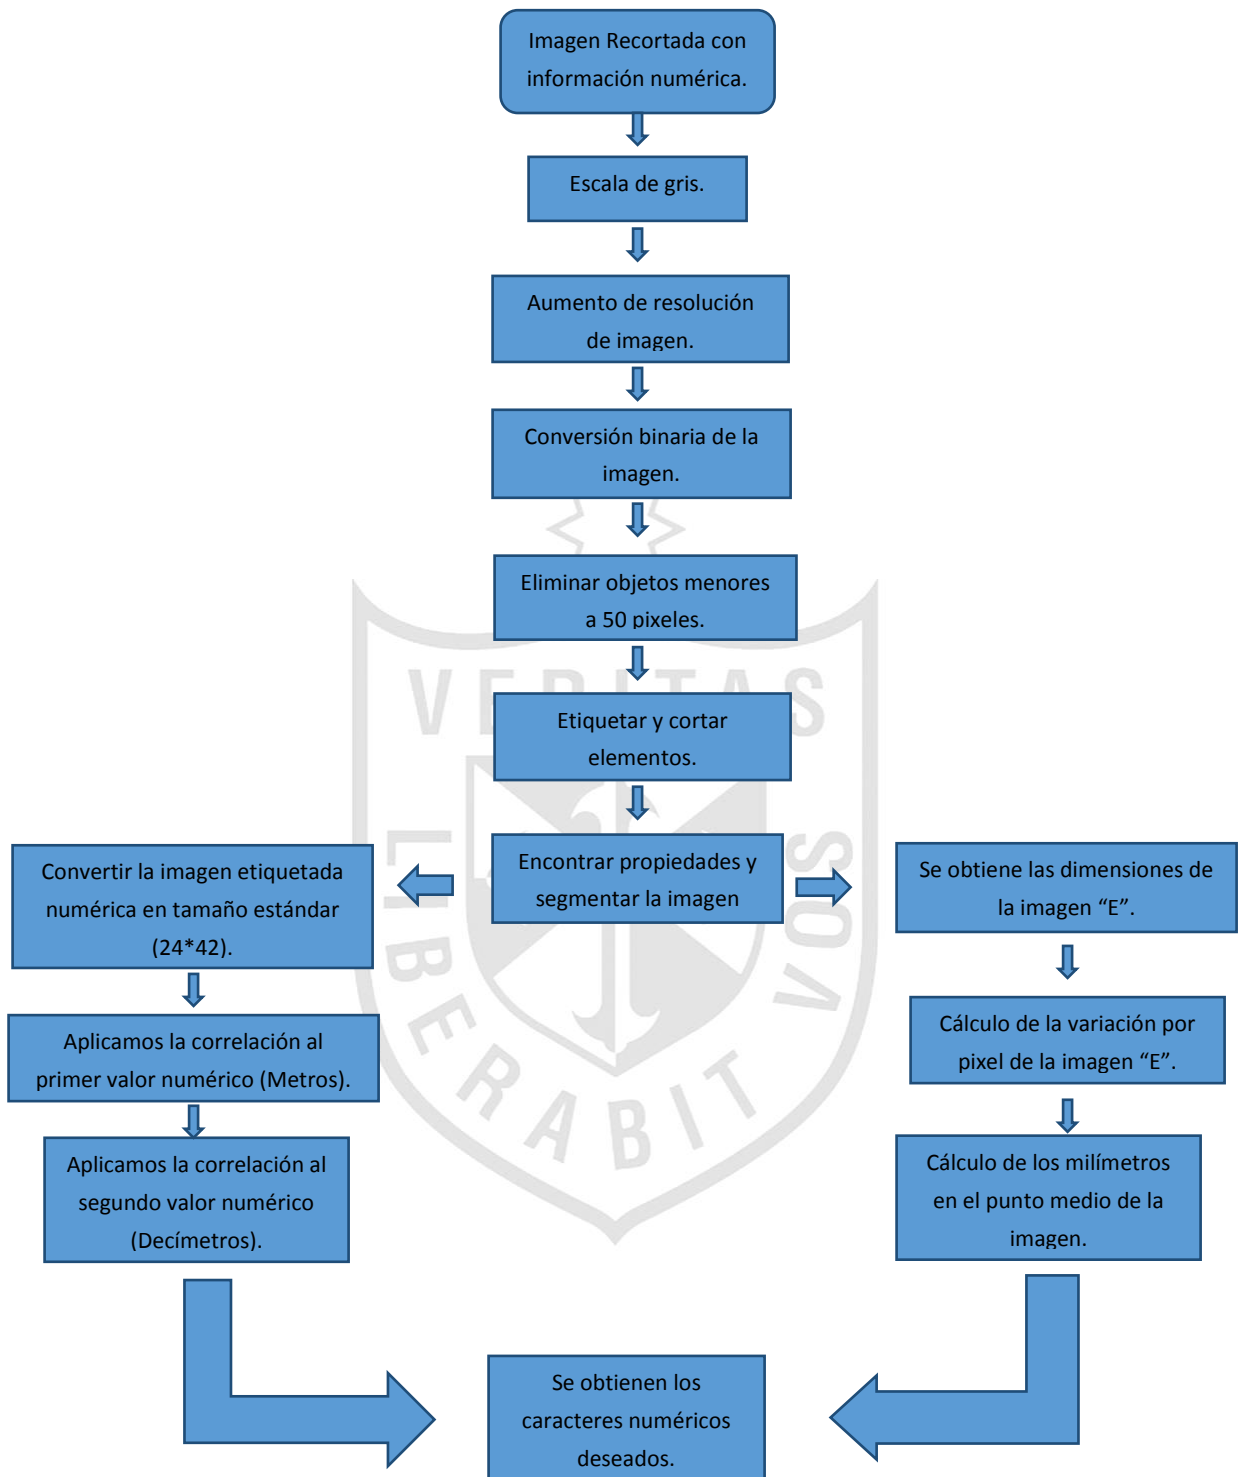 Imagen Recortada con
información numérica.
Escala de gris.
Aumento de resolución
de imagen.
Conversión binaria de la
imagen.
Eliminar objetos menores
a 50 pixeles.
VERITAS
Etiquetar y cortar
elementos.
Encontrar propiedades y
segmentar la imagen
Convertir la imagen etiquetada
numérica en tamaño estándar
(24*42).
Aplicamos la correlación al
primer valor numérico (Metros).
Aplicamos la correlación al
segundo valor numérico
(Decímetros).
LIBERABIT
VOS
Se obtiene las dimensiones de
la imagen “E”.
Cálculo de la variación por
pixel de la imagen “E”.
Cálculo de los milímetros
en el punto medio de la
imagen.
Se obtienen los
caracteres numéricos
deseados.